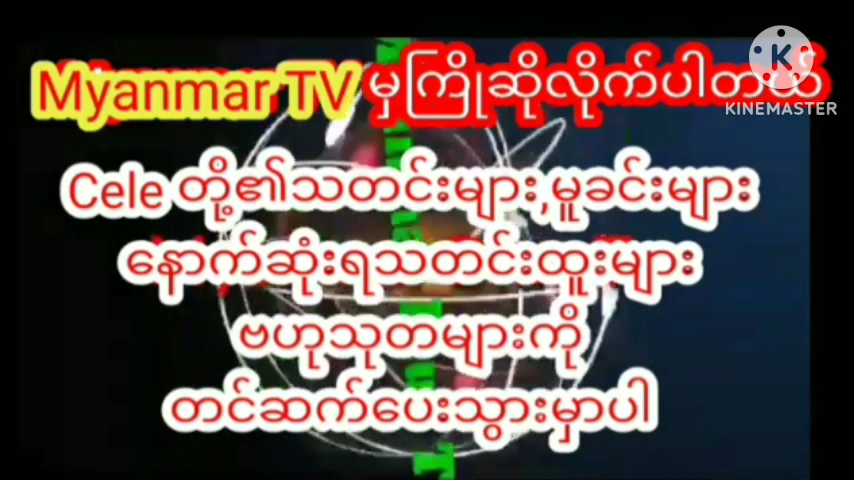 Myanmar TV မှကြိုဆိုလိုက်ပါတယ်
KINEMASTER
Cele တို့၏သတင်းများ,မူခင်းများ
နောက်ဆုံးရသတင်းထူးများ
ဗဟုသုတများကို
တင်ဆက်ပေးသွားမှာပါ